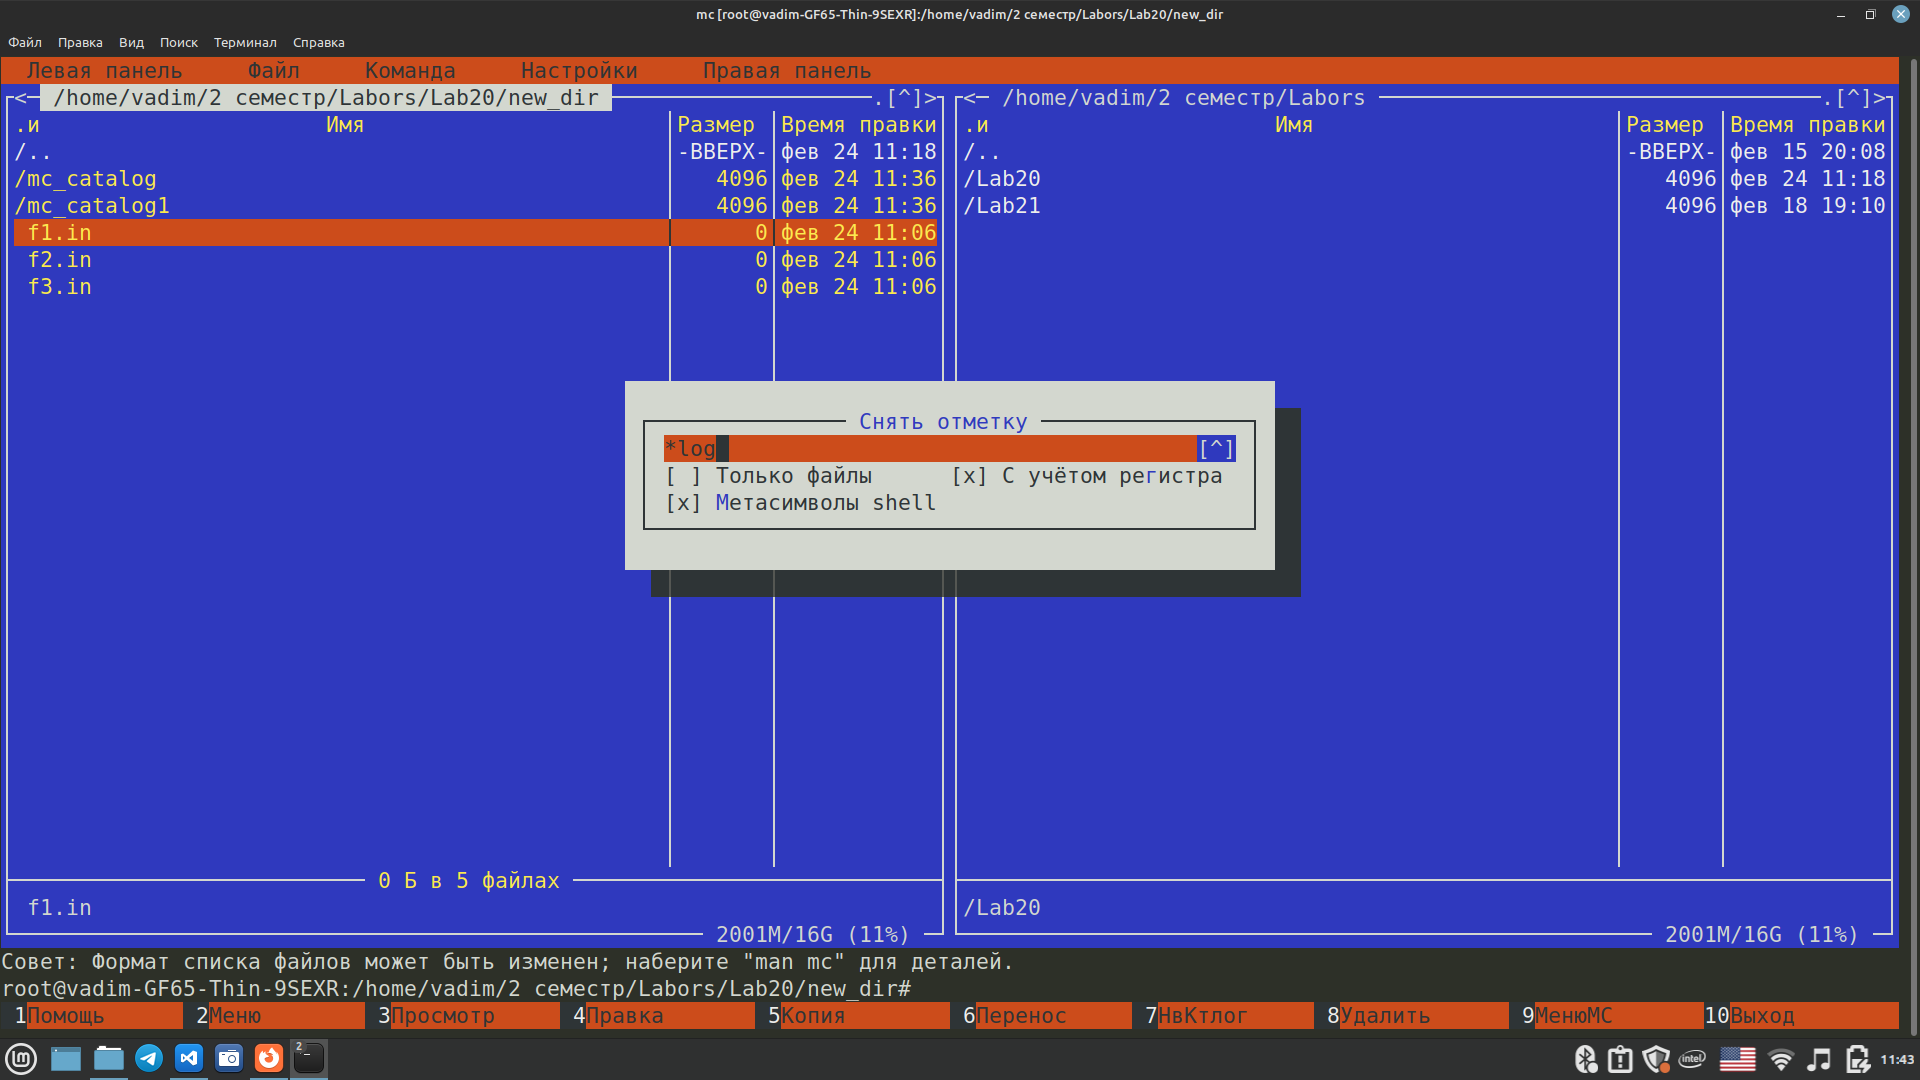 mc [root@vadim-GF65-Thin-9SEXR]:/home/vadim/2 семестр/Labors/Lab20/new_dir
Файл Правка Вид Поиск Терминал Справка
Левая панель Файл Команда Настройки Правая панель
<─ /home/vadim/2 семестр/Labors/Lab20/new_dir .[^]>
.и Имя Размер Время правки
/.. -ВВЕРХ- фев 24 11:18
/mc_catalog 4096 фев 24 11:36
/mc_catalog1 4096 фев 24 11:36
f1.in 0 фев 24 11:06
f2.in 0 фев 24 11:06
f3.in 0 фев 24 11:06
0 Б в 5 файлах
f1.in
2001M/16G (11%)
<─ /home/vadim/2 семестр/Labors .[^]>
.и Имя Размер Время правки
/.. -ВВЕРХ- фев 15 20:08
/Lab20 4096 фев 24 11:18
/Lab21 4096 фев 18 19:10
/Lab20
2001M/16G (11%)
Снять отметку
*log [^]
[ ] Только файлы [x] С учётом регистра
[x] Метасимволы shell
Совет: Формат списка файлов может быть изменен; наберите "man mc" для деталей.
root@vadim-GF65-Thin-9SEXR:/home/vadim/2 семестр/Labors/Lab20/new_dir#
1Помощь 2Меню 3Просмотр 4Правка 5Копия 6Перенос 7НвКтлог 8Удалить 9МенюMC 10Выход
2
intel
11:43